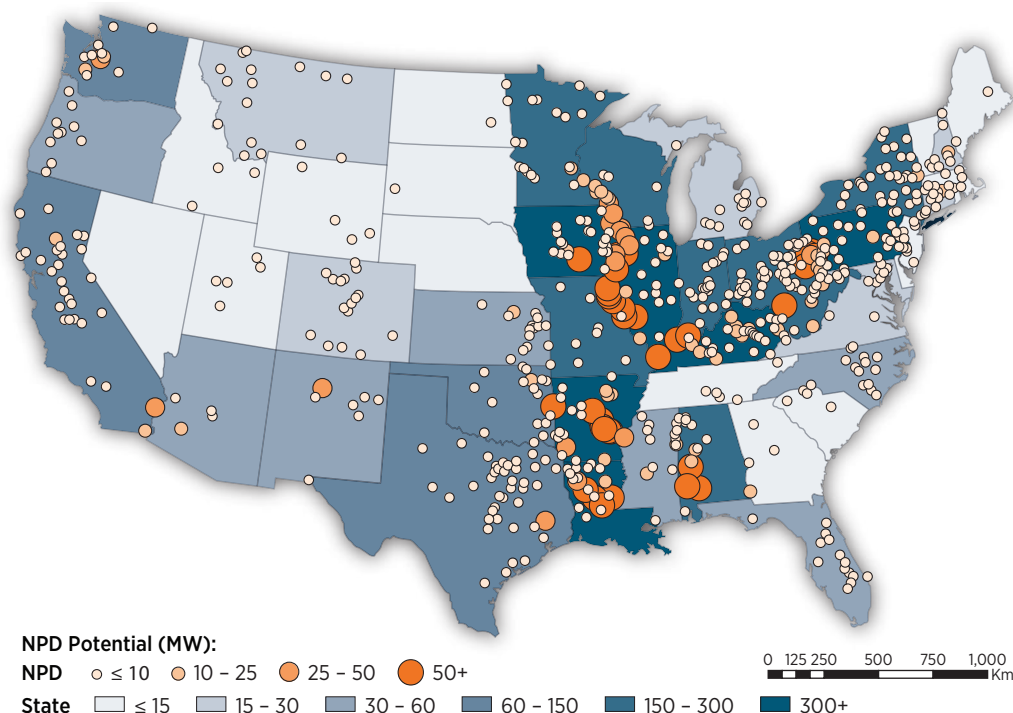 NPD Potential (MW):
NPD ≤ 10 10 – 25 25 – 50 50+
0 125 250 500 750 1,000
Km
State ≤ 15 15 – 30 30 – 60 60 – 150 150 – 300 300+